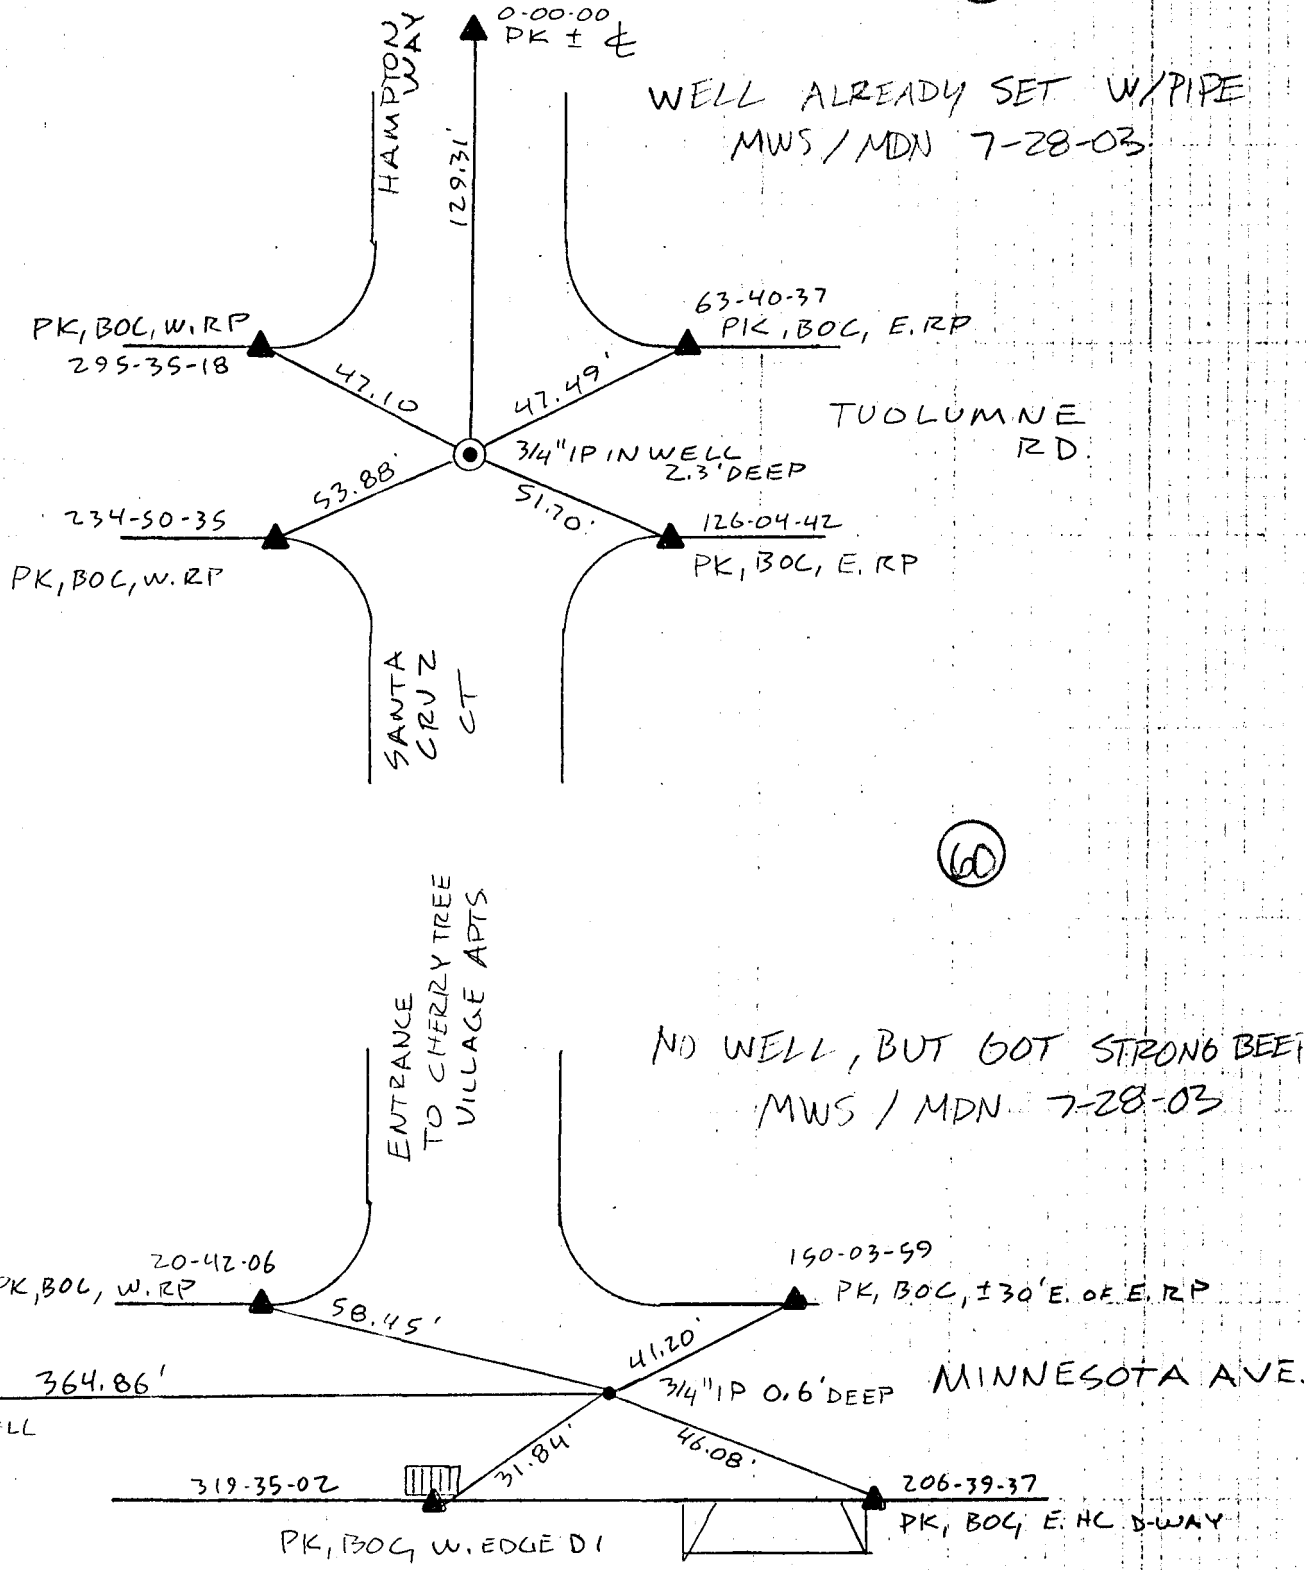 HAMPTON
WAY
0-00-00
PK ± ℄
WELL ALREADY SET W/PIPE
MWS / MDN 7-28-03
129.31'
PK, BOC, W. RP
295-35-18
63-40-37
PK, BOC, E. RP
47.10
47.49'
TUOLUMNE
RD.
3/4" IP IN WELL
2.3' DEEP
53.88'
51.70'
234-50-35
PK, BOC, W. RP
126-04-42
PK, BOC, E. RP
SANTA
CRUZ
CT
60
ENTRANCE
TO CHERRY TREE
VILLAGE APTS
NO WELL, BUT GOT STRONG BEEP
MWS / MDN 7-28-03
20-42-06
PK, BOC, W. RP
58.45'
150-03-59
PK, BOC, ±30' E. OF E. RP
41.20'
364.86'
3/4" IP 0.6' DEEP
MINNESOTA AVE.
LL
31.84'
46.08'
319-35-02
206-39-37
PK, BOC, W. EDGE DI
PK, BOC, E. HC D-WAY